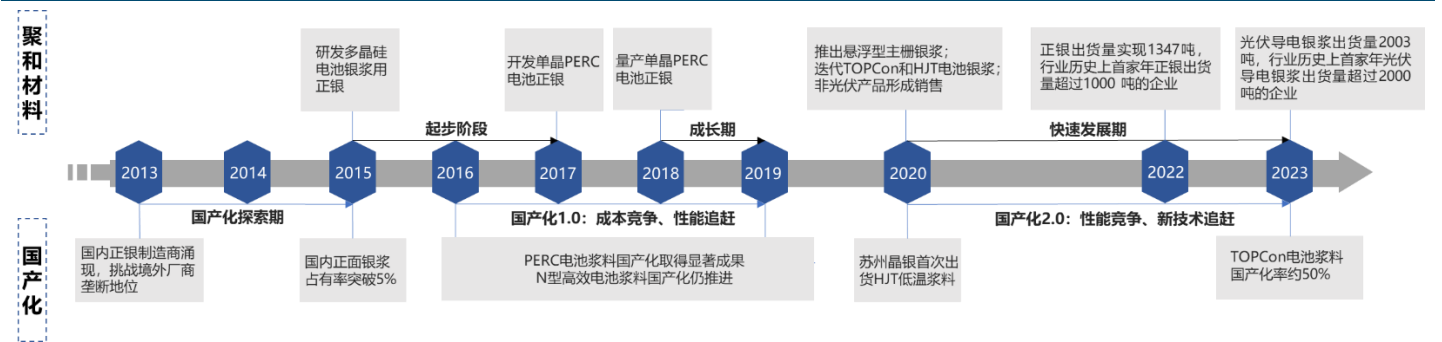 聚和材料
研发多晶硅
电池银浆用
正银
开发单晶PERC
电池正银
量产单晶PERC
电池正银
推出悬浮型主栅银浆；
迭代TOPCon和HJT电池银浆；
非光伏产品形成销售
正银出货量实现1347吨，
行业历史上首家年正银出货
量超过1000 吨的企业
光伏导电银浆出货量2003
吨，行业历史上首家年光伏
导电银浆出货量超过2000
吨的企业
起步阶段
成长期
快速发展期
2013
2014
2015
2016
2017
2018
2019
2020
2022
2023
国产化探索期
国产化1.0：成本竞争、性能追赶
国产化2.0：性能竞争、新技术追赶
国产化
国内正银制造商涌
现，挑战境外厂商
垄断地位
国内正面银浆
占有率突破5%
PERC电池浆料国产化取得显著成果
N型高效电池浆料国产化仍推进
苏州晶银首次出
货HJT低温浆料
TOPCon电池浆料
国产化率约50%